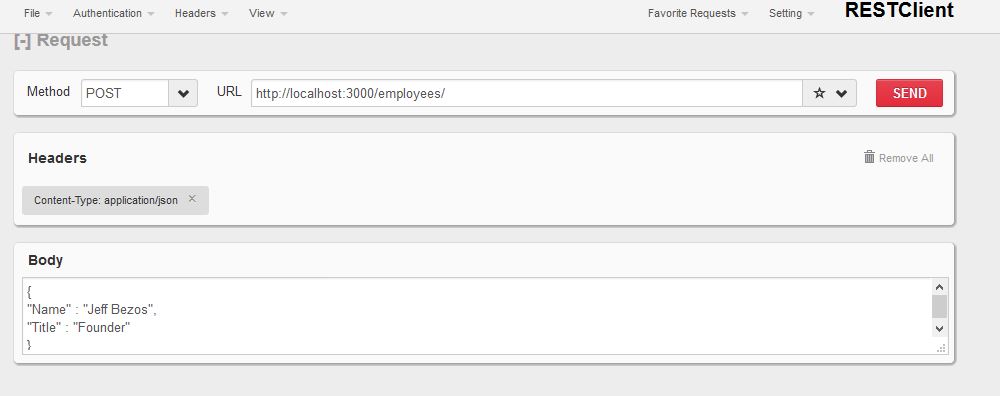 File Authentication Headers View Favorite Requests Setting RESTClient
[-] Request
Method POST URL http://localhost:3000/employees/ SEND
Headers Remove All
Content-Type: application/json ×
Body
{
"Name" : "Jeff Bezos",
"Title" : "Founder"
}